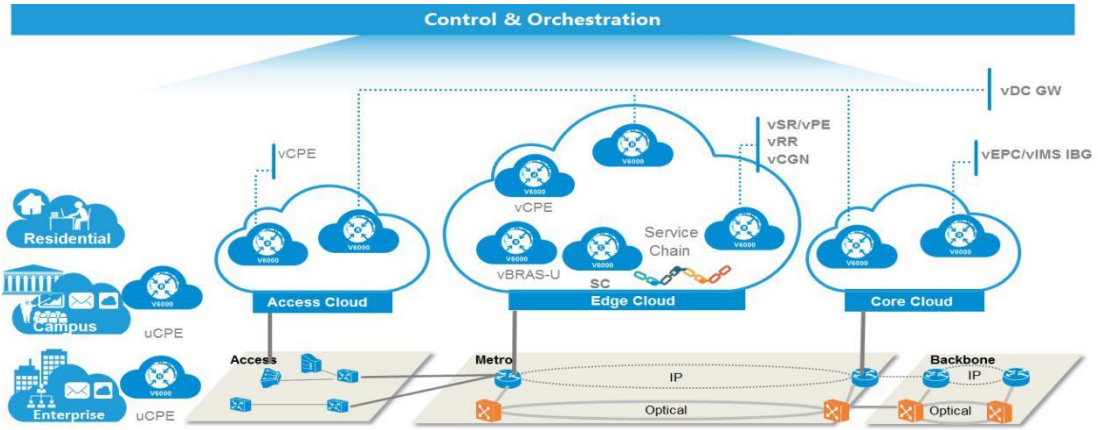 Control & Orchestration
vDC GW
vSR/vPE
vRR
vCGN
vCPE
vEPC/vIMS IBG
V6000
V6000
vCPE
V6000
V6000
V6000
V6000
V6000
Residential
vBRAS-U
V6000
SC
Service
Chain
V6000
V6000
Access Cloud
Edge Cloud
Core Cloud
Campus
V6000
uCPE
Enterprise
V6000
uCPE
Access
Metro
Backbone
IP
IP
Optical
Optical